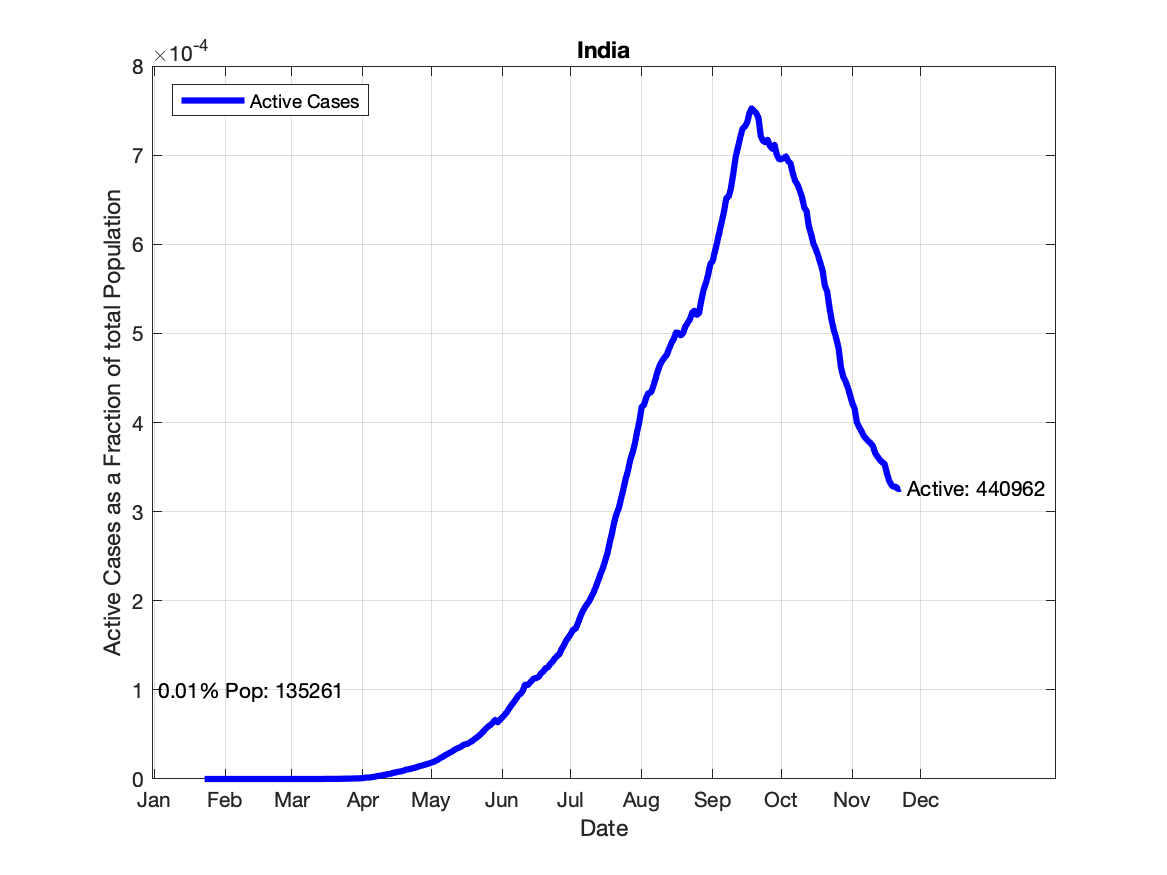 India
×10-4
8
Active Cases
7
6
5
4
3
2
1
0
Active Cases as a Fraction of total Population
Active: 440962
0.01% Pop: 135261
Jan Feb Mar Apr May Jun Jul Aug Sep Oct Nov Dec
Date